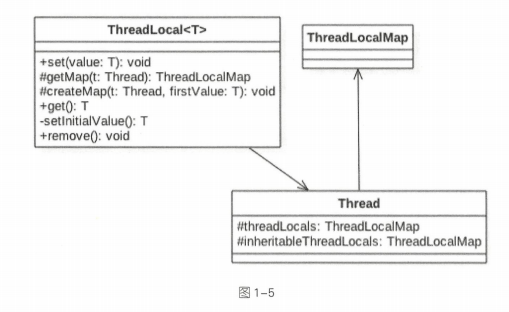 ThreadLocal<T>
+set(value: T): void
#getMap(t: Thread): ThreadLocalMap
#createMap(t: Thread, firstValue: T): void
+get(): T
-setInitialValue(): T
+remove(): void
ThreadLocalMap
Thread
#threadLocals: ThreadLocalMap
#inheritableThreadLocals: ThreadLocalMap
图 1-5